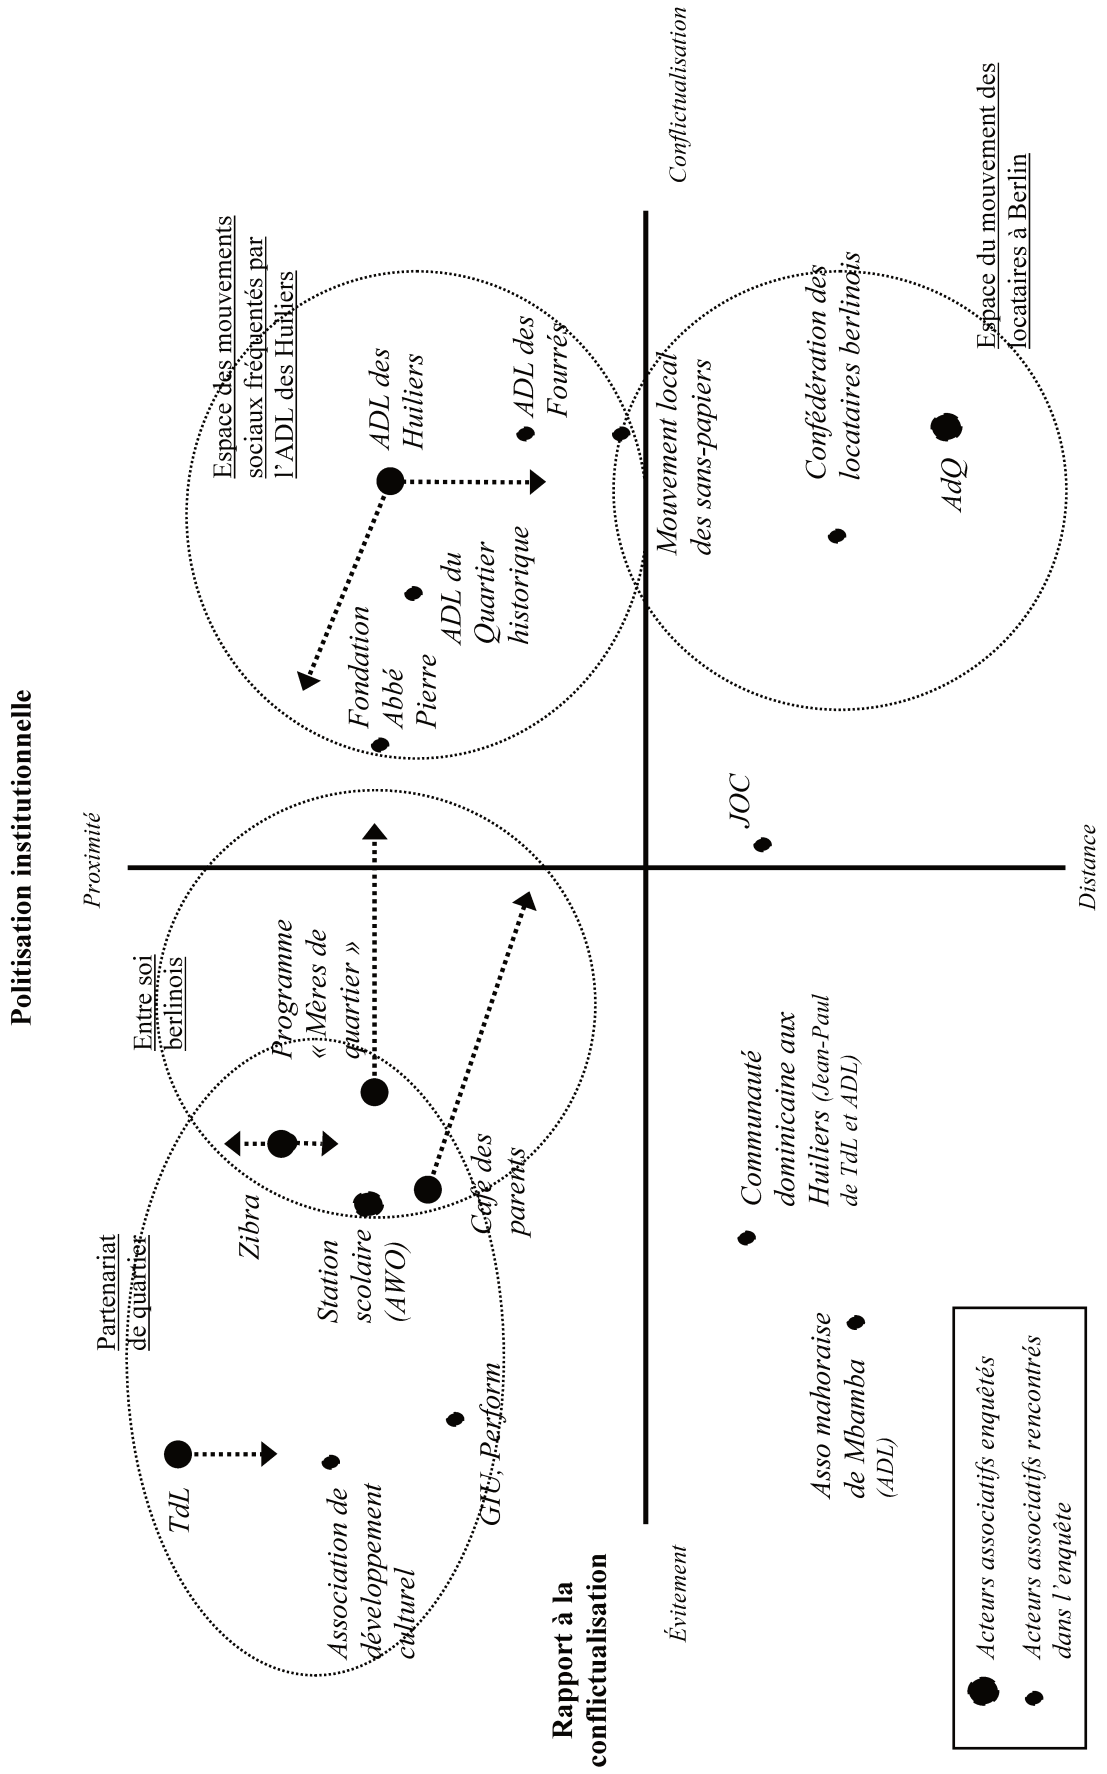 Politisation institutionnelle
Proximité
Partenariat
de quartier
Entre soi
berlinois
Espace des mouvements
sociaux fréquentés par
l'ADL des Huiliers
TdL
Zibra
Programme
« Mères de
quartier »
Station
scolaire
(AWO)
Association de
développement
culturel
GIU, Perform
Café des
parents
Fondation
Abbé
Pierre
ADL des
Huiliers
ADL du
Quartier
historique
ADL des
Fourrés
Rapport à la
conflictualisation
Évitement
Conflictualisation
Mouvement local
des sans-papiers
JOC
Communauté
dominicaine aux
Huiliers (Jean-Paul
de TdL et ADL)
Asso mahoraise
de Mbamba
(ADL)
Confédération des
locataires berlinois
AdQ
Espace du mouvement des
locataires à Berlin
Distance
Acteurs associatifs enquêtés
Acteurs associatifs rencontrés
dans l'enquête